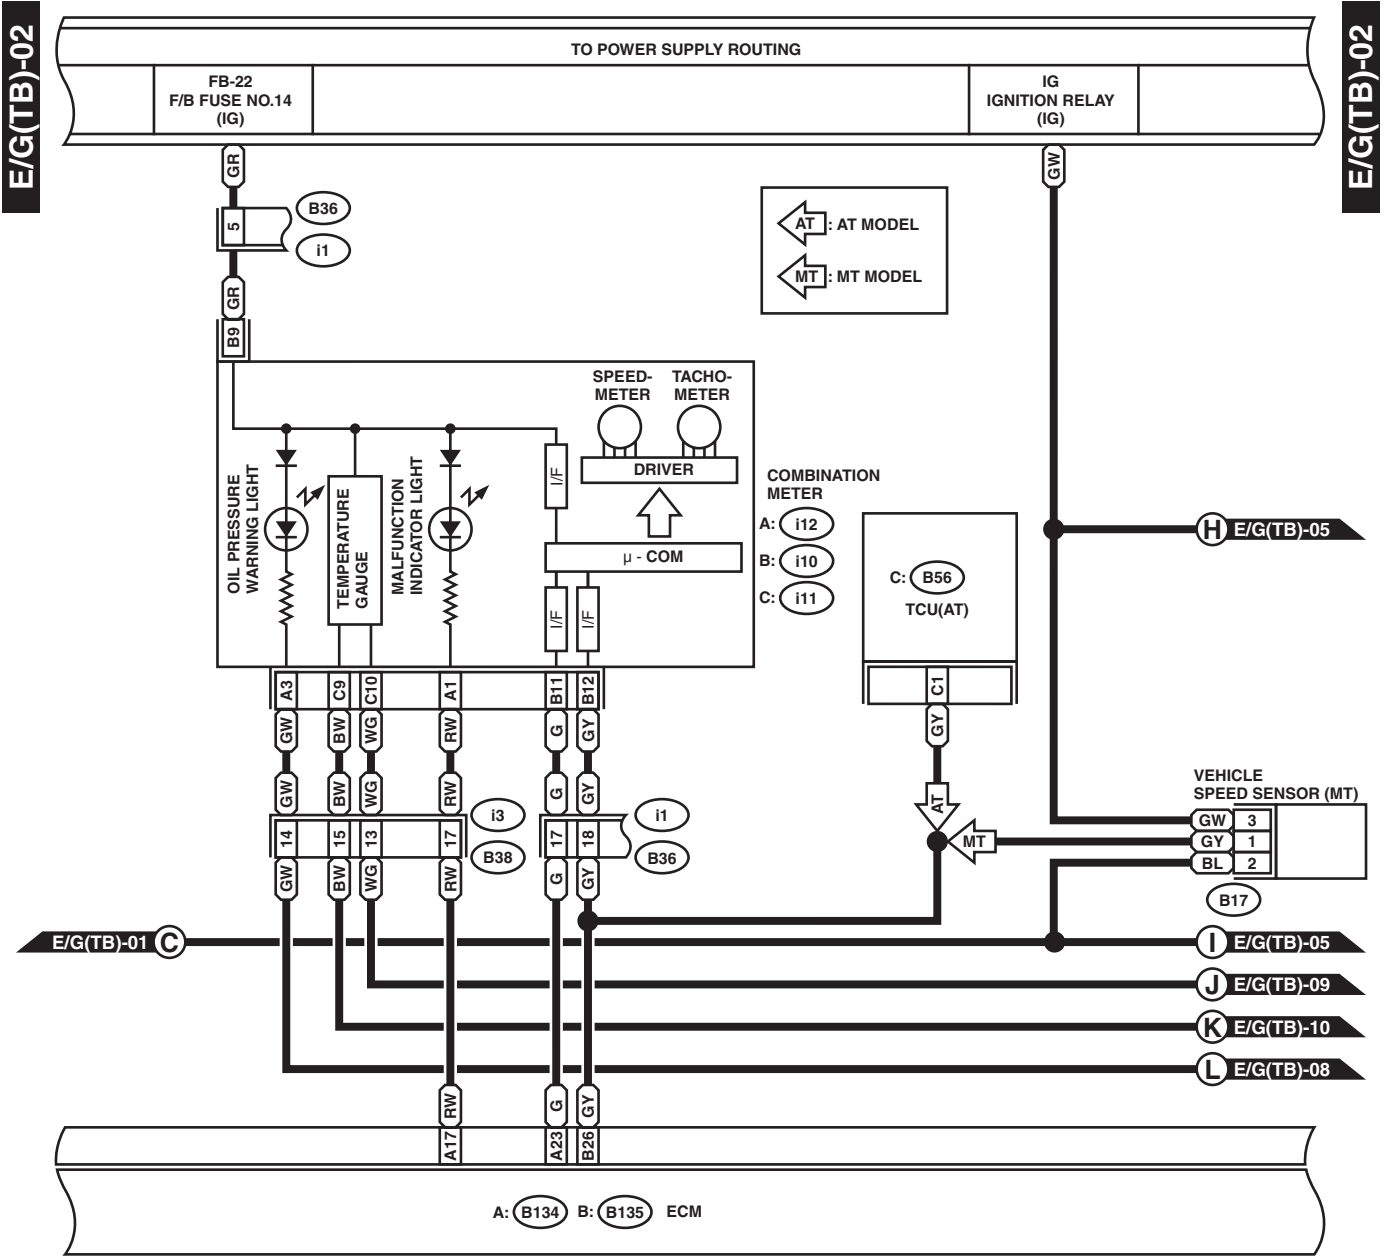 E/G(TB)-02
E/G(TB)-02
TO POWER SUPPLY ROUTING
FB-22
F/B FUSE NO.14
(IG)
IG
IGNITION RELAY
(IG)
GR
GW
5
B36
i1
AT : AT MODEL
MT : MT MODEL
GR
B9
SPEED-
METER
TACHO-
METER
DRIVER
I/F
OIL PRESSURE
WARNING LIGHT
TEMPERATURE
GAUGE
MALFUNCTION
INDICATOR LIGHT
COMBINATION
METER
A: i12
B: i10
C: i11
µ - COM
I/F
I/F
C: B56
TCU(AT)
H E/G(TB)-05
A3
C9
C10
A1
B11
B12
C1
GW
BW
WG
RW
G
GY
GY
GW
BW
WG
RW
G
GY
AT
i3
i1
14
15
13
17
17
18
B38
B36
GW
BW
WG
RW
G
GY
MT
VEHICLE
SPEED SENSOR (MT)
GW 3
GY 1
BL 2
B17
E/G(TB)-01 C
I E/G(TB)-05
J E/G(TB)-09
K E/G(TB)-10
L E/G(TB)-08
RW
G
GY
A17
A23
B26
A: B134 B: B135 ECM